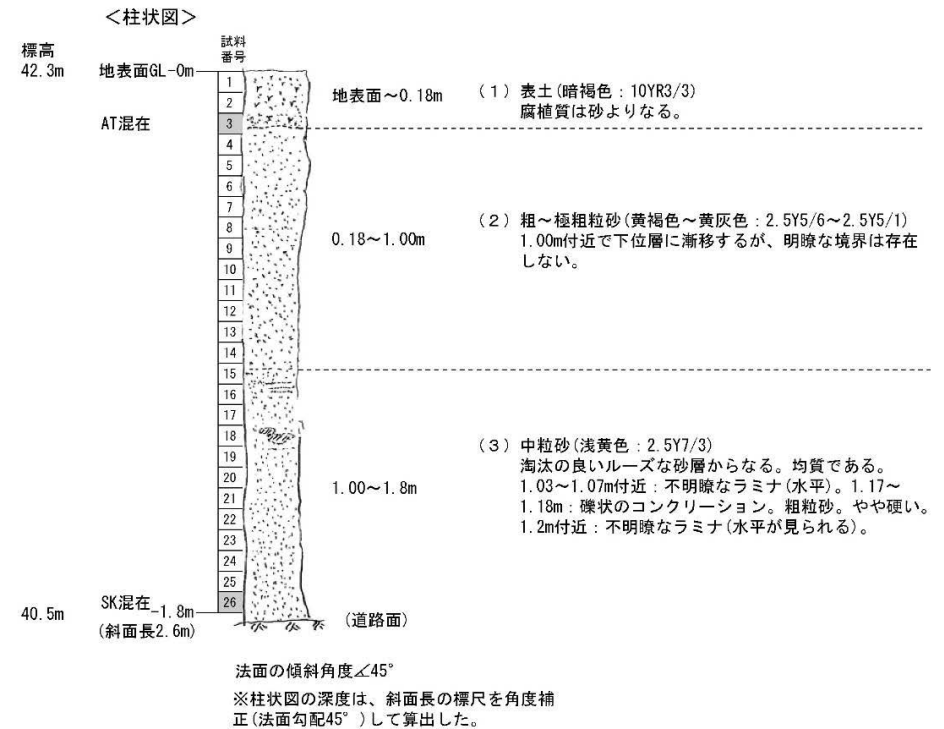 ＜柱状図＞
標高
42.3m
地表面GL-0m
試料
番号
1
2
3
4
5
6
7
8
9
10
11
12
13
14
15
16
17
18
19
20
21
22
23
24
25
26
AT混在
地表面～0.18m
（１）表土(暗褐色：10YR3/3)
腐植質は砂よりなる。
0.18～1.00m
（２）粗～極粗粒砂(黄褐色～黄灰色：2.5Y5/6～2.5Y5/1)
1.00m付近で下位層に漸移するが、明瞭な境界は存在
しない。
1.00～1.8m
（３）中粒砂(浅黄色：2.5Y7/3)
淘汰の良いルーズな砂層からなる。均質である。
1.03～1.07m付近：不明瞭なラミナ(水平)。1.17～
1.18m：礫状のコンクリーション。粗粒砂。やや硬い。
1.2m付近：不明瞭なラミナ(水平が見られる)。
40.5m
SK混在
-1.8m
(斜面長2.6m)
(道路面)
法面の傾斜角度∠45°
※柱状図の深度は、斜面長の標尺を角度補
正(法面勾配45°)して算出した。